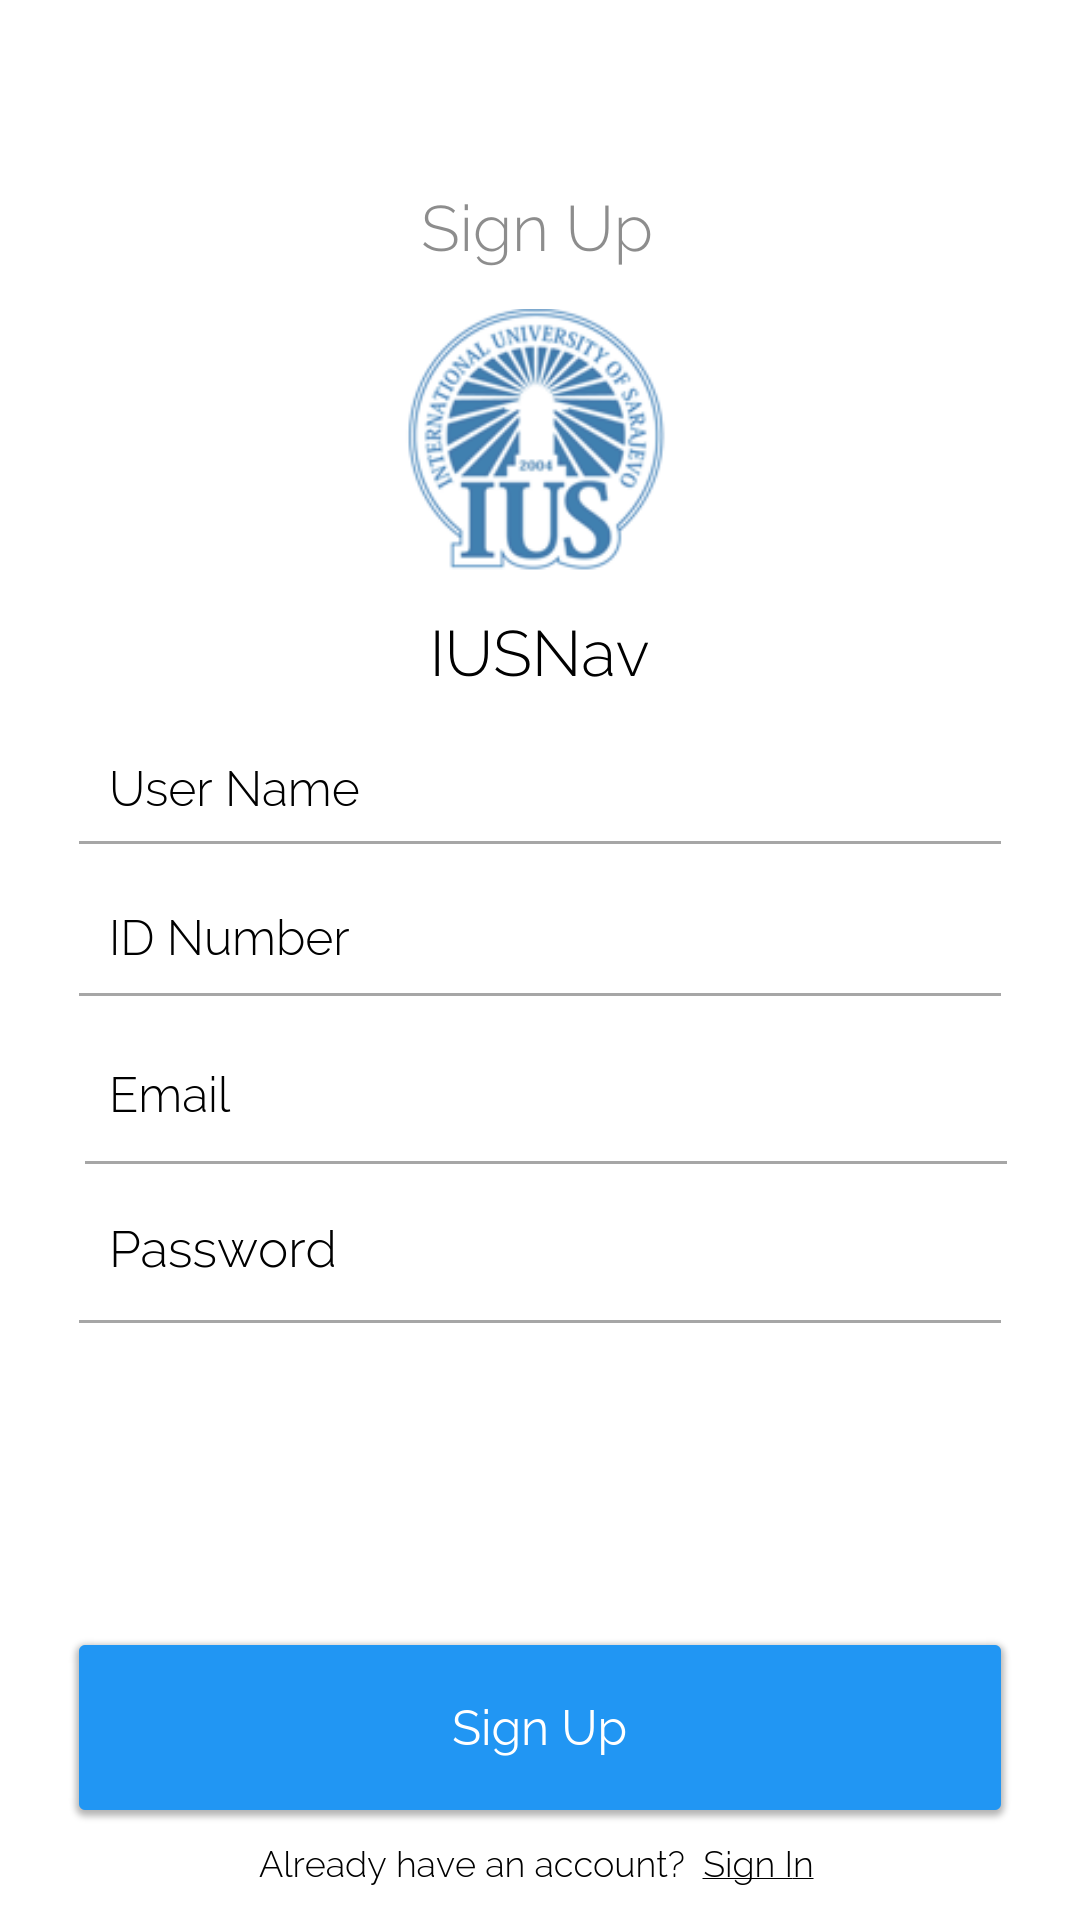 Sign Up
INTERNATIONAL UNIVERSITY OF SARAJEVO
2004
IUS
IUSNav
User Name
ID Number
Email
Password
Sign Up
Already have an account? Sign In